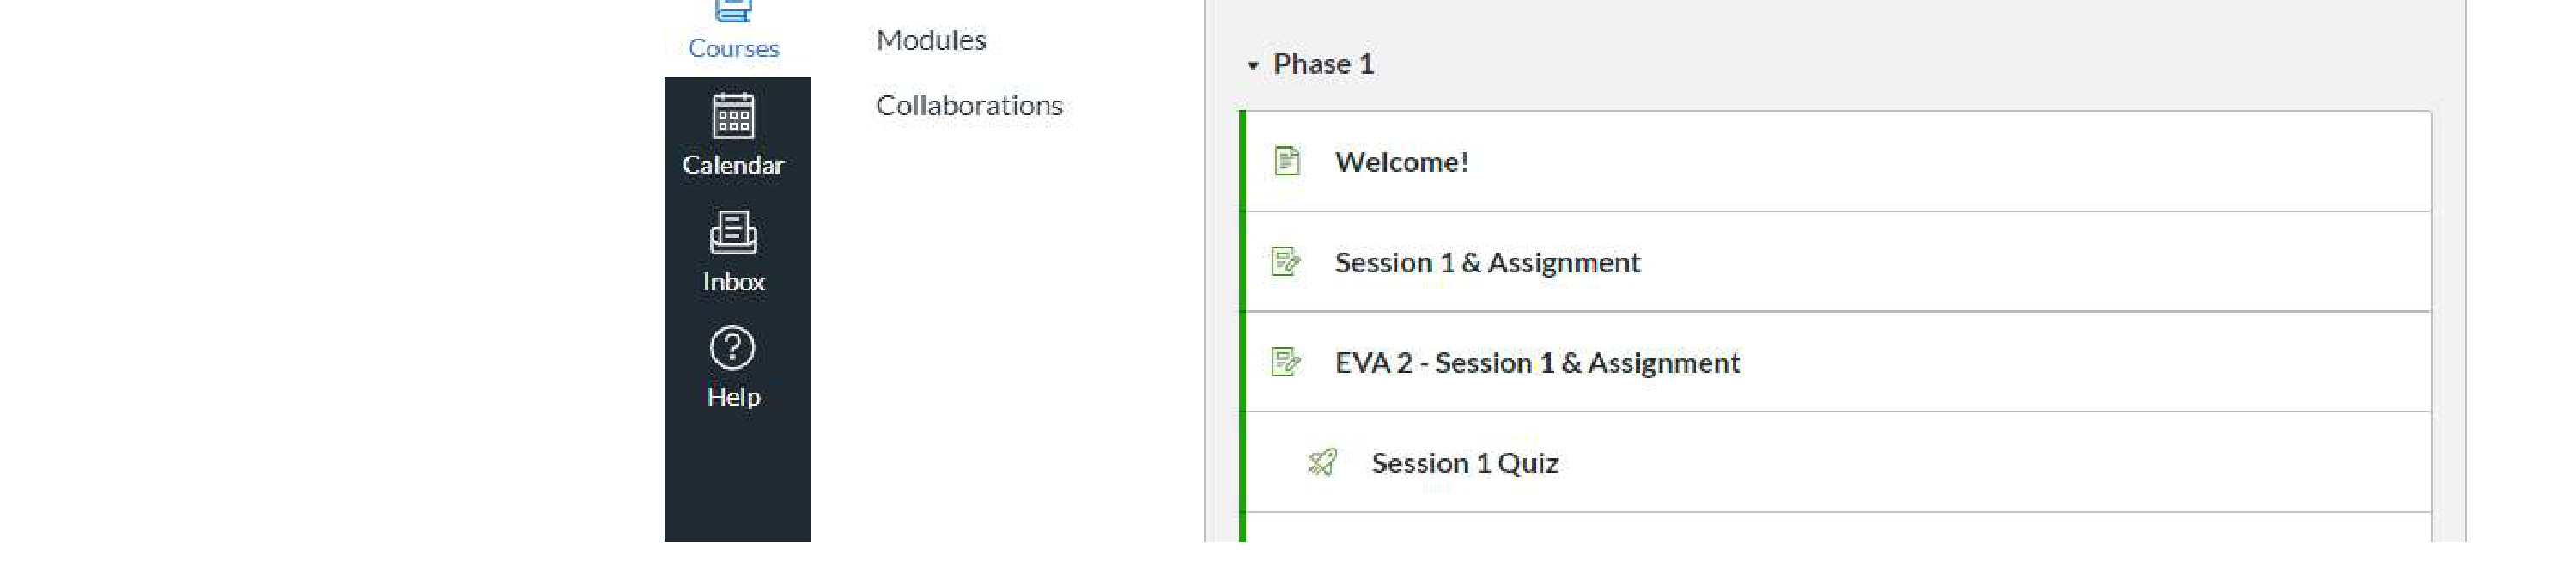 Courses
Calendar
Inbox
Help
Modules
Collaborations
Phase 1
Welcome!
Session 1 & Assignment
EVA 2 - Session 1 & Assignment
Session 1 Quiz